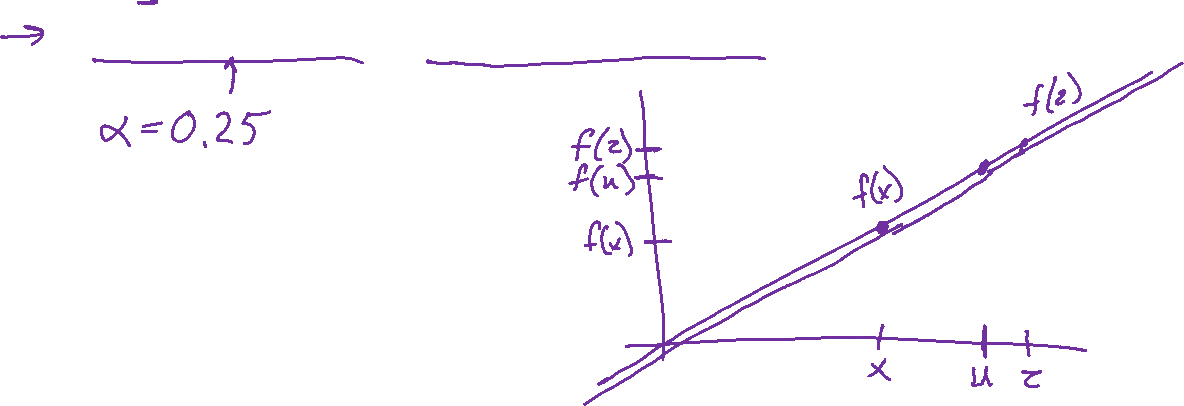 →
α = 0.25
f(z)
f(z)
f(u)
f(x)
f(x)
x u z